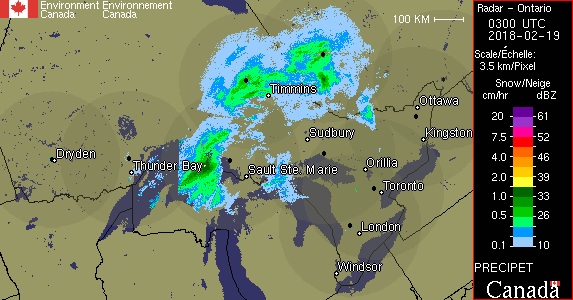 Environment Environnement
Canada Canada
100 KM
Timmins
Ottawa
Sudbury
Kingston
Dryden
Thunder Bay
Sault Ste. Marie
Orillia
Toronto
London
Windsor
Radar - Ontario
0300 UTC
2018-02-19
Scale/Échelle:
3.5 km/Pixel
Snow/Neige
cm/hr dBZ
20 61
7.5 57
5.5 52
4.0 46
2.0 39
1.0 33
0.5 26
0.1 10
PRECIPET
Canada